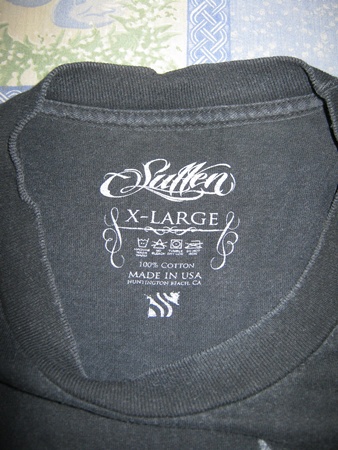 Sullen
X-LARGE
100% COTTON
MADE IN USA
HUNTINGTON BEACH, CA